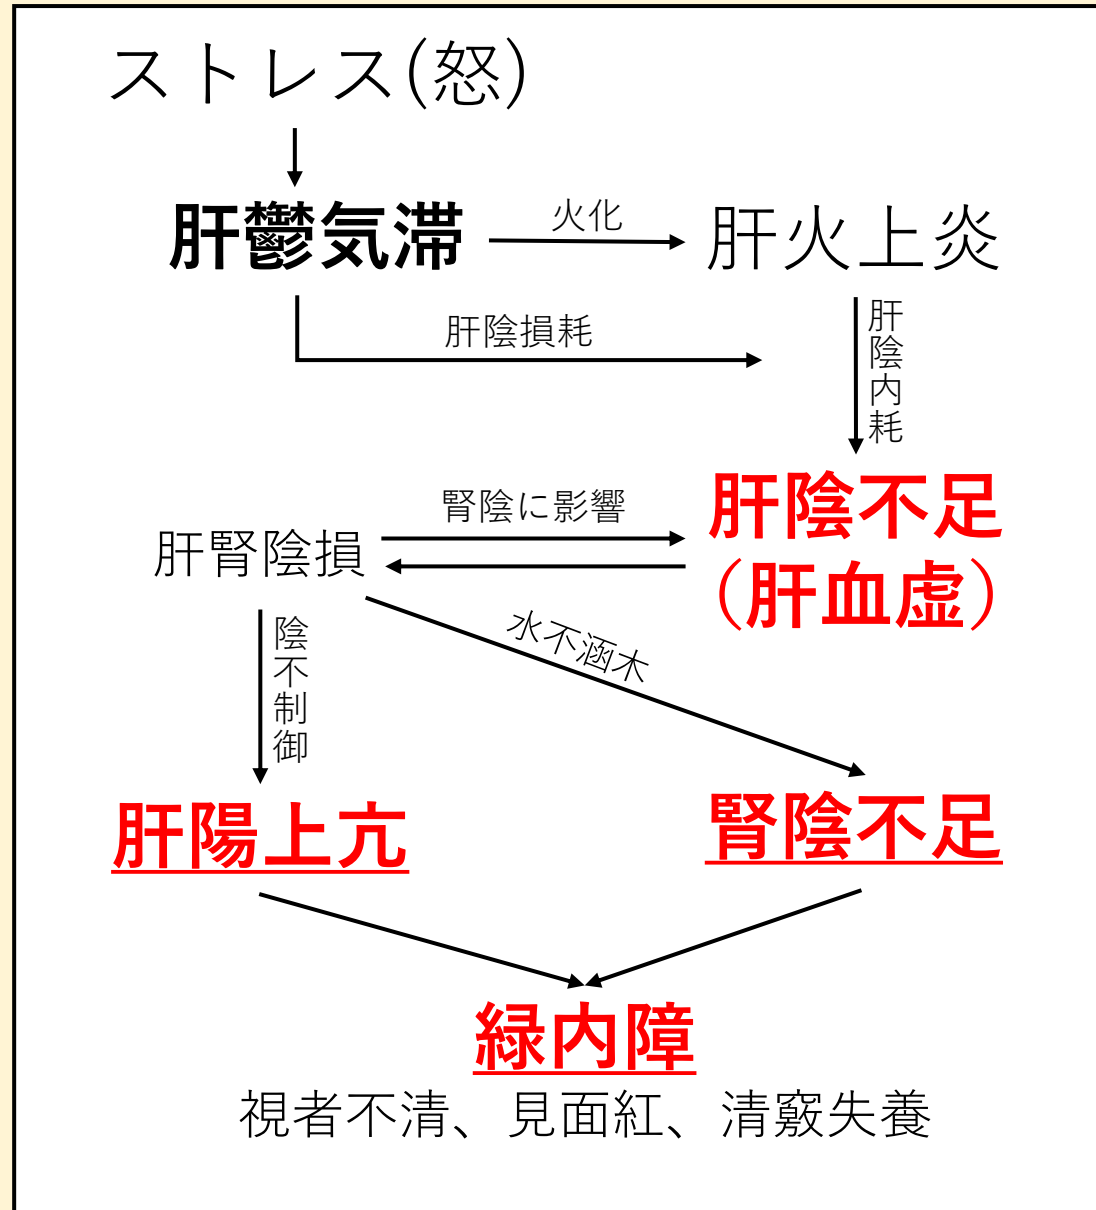 ストレス(怒)
肝鬱気滞
火化
肝火上炎
肝陰損耗
肝陰内耗
腎陰に影響
肝腎陰損
肝陰不足
(肝血虚)
水不涵木
陰不制御
肝陽上亢
腎陰不足
緑内障
視者不清、見面紅、清竅失養